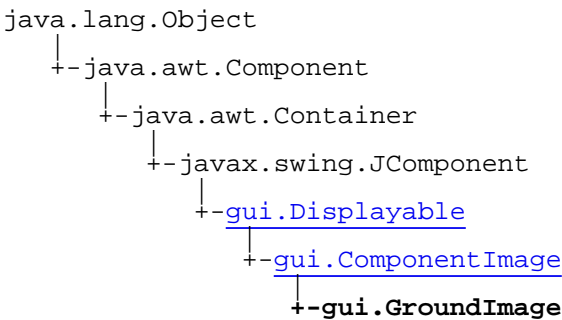 java.lang.Object
|
+-java.awt.Component
|
+-java.awt.Container
|
+-javax.swing.JComponent
|
+-gui.Displayable
|
+-gui.ComponentImage
|
+-gui.GroundImage